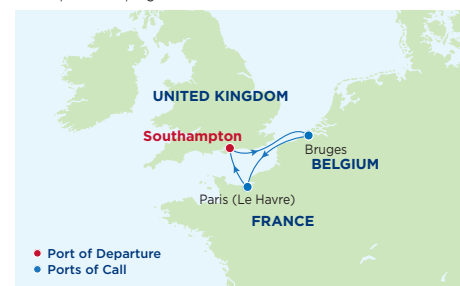 UNITED KINGDOM
Southampton
Bruges
BELGIUM
Paris (Le Havre)
FRANCE
Port of Departure
Ports of Call